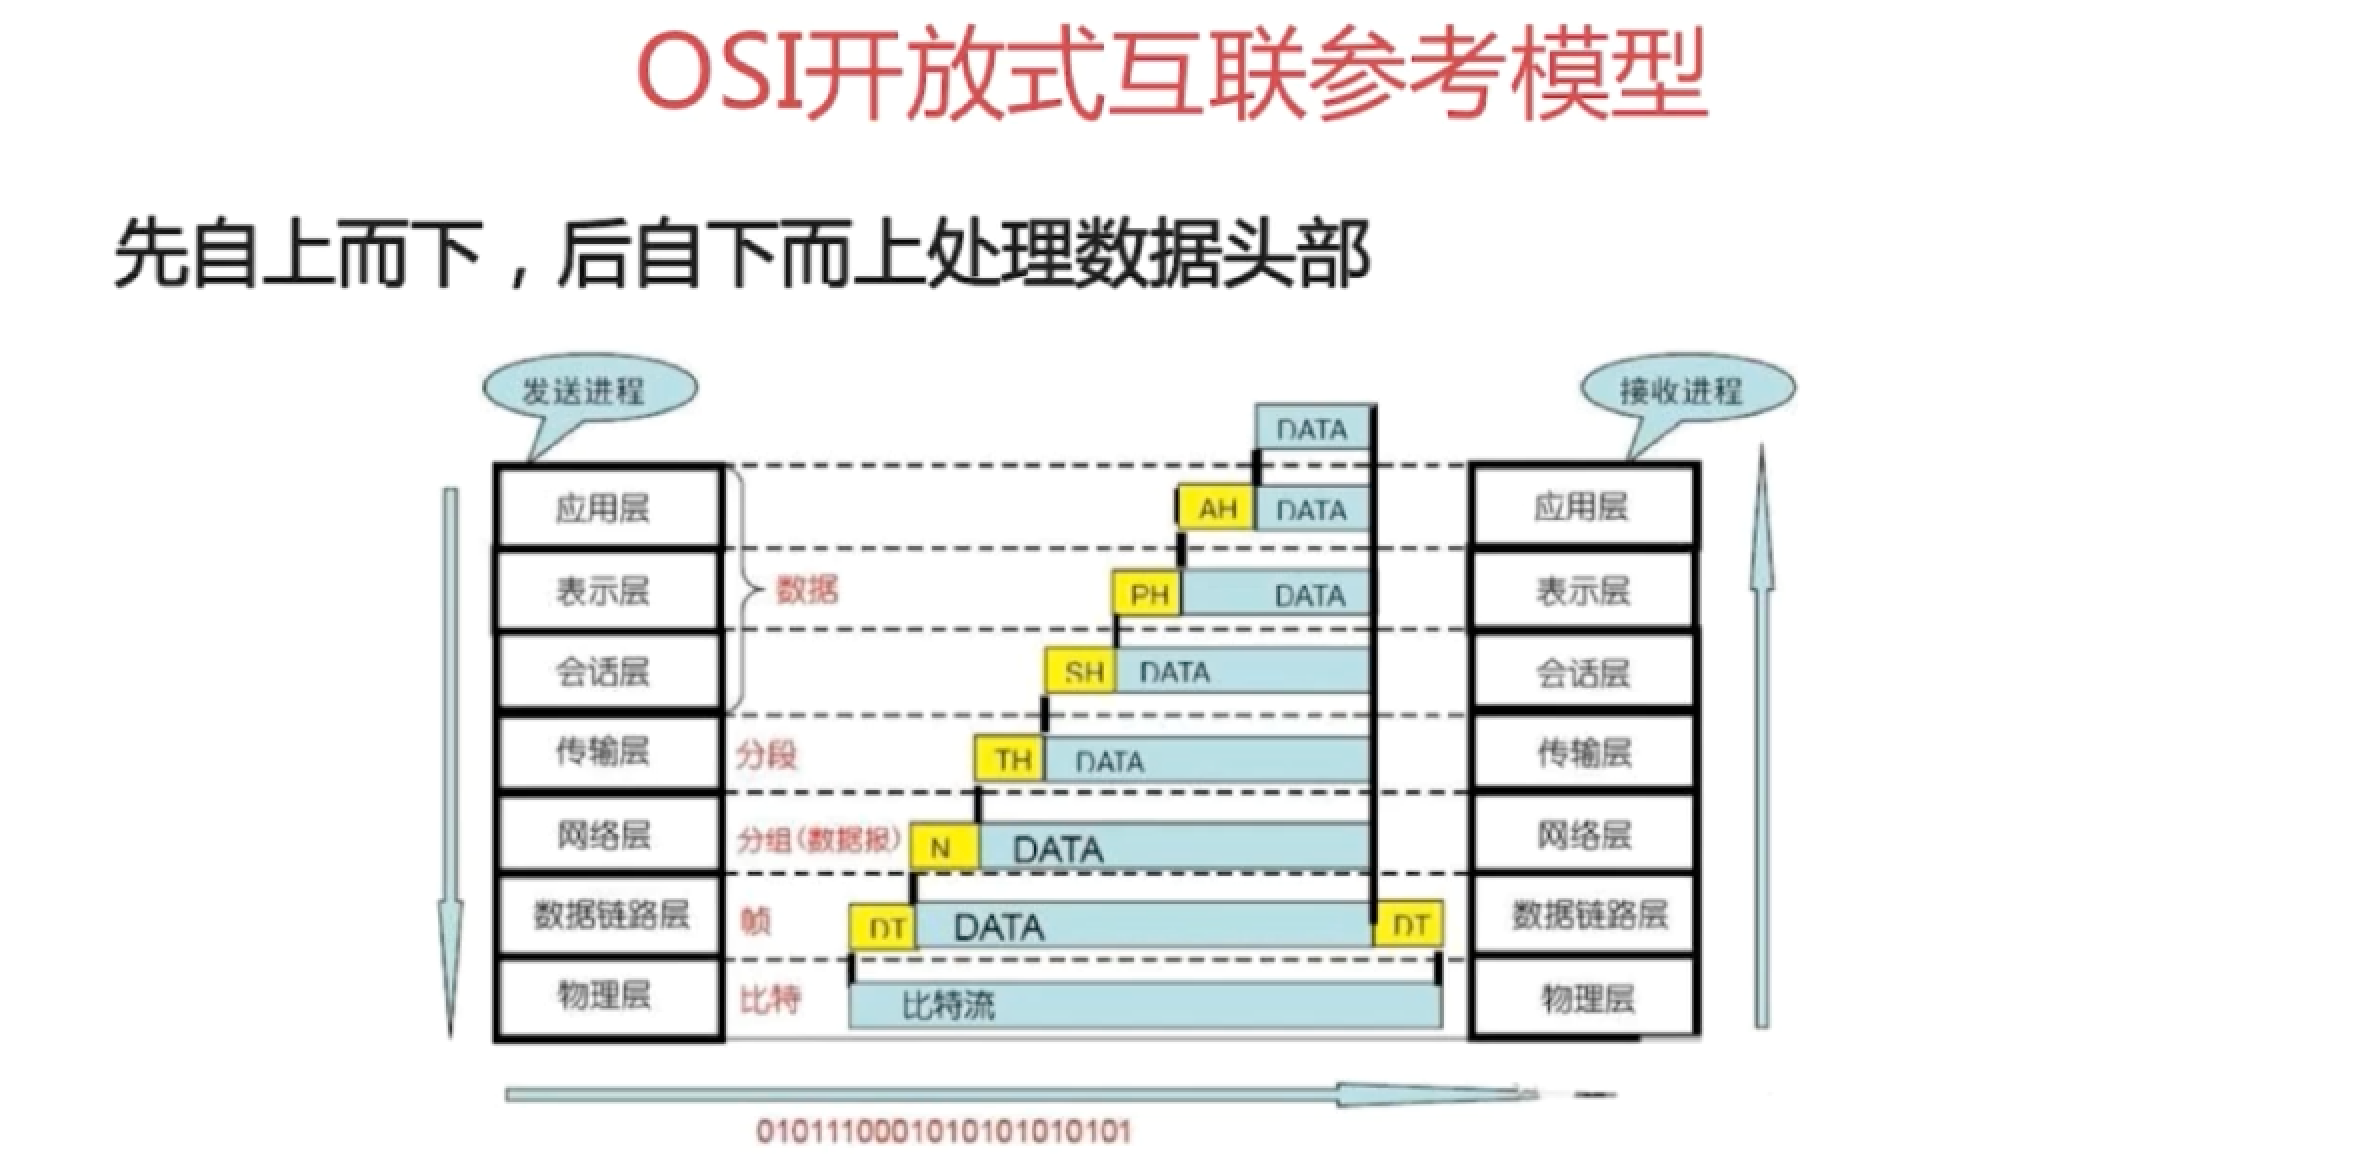 OSI开放式互联参考模型
先自上而下，后自下而上处理数据头部
发送进程
接收进程
DATA
应用层
AH
DATA
应用层
表示层
数据
PH
DATA
表示层
会话层
SH
DATA
会话层
传输层
分段
TH
DATA
传输层
网络层
分组(数据报)
N
DATA
网络层
数据链路层
帧
DT
DATA
DT
数据链路层
物理层
比特
比特流
物理层
0101110001010101010101